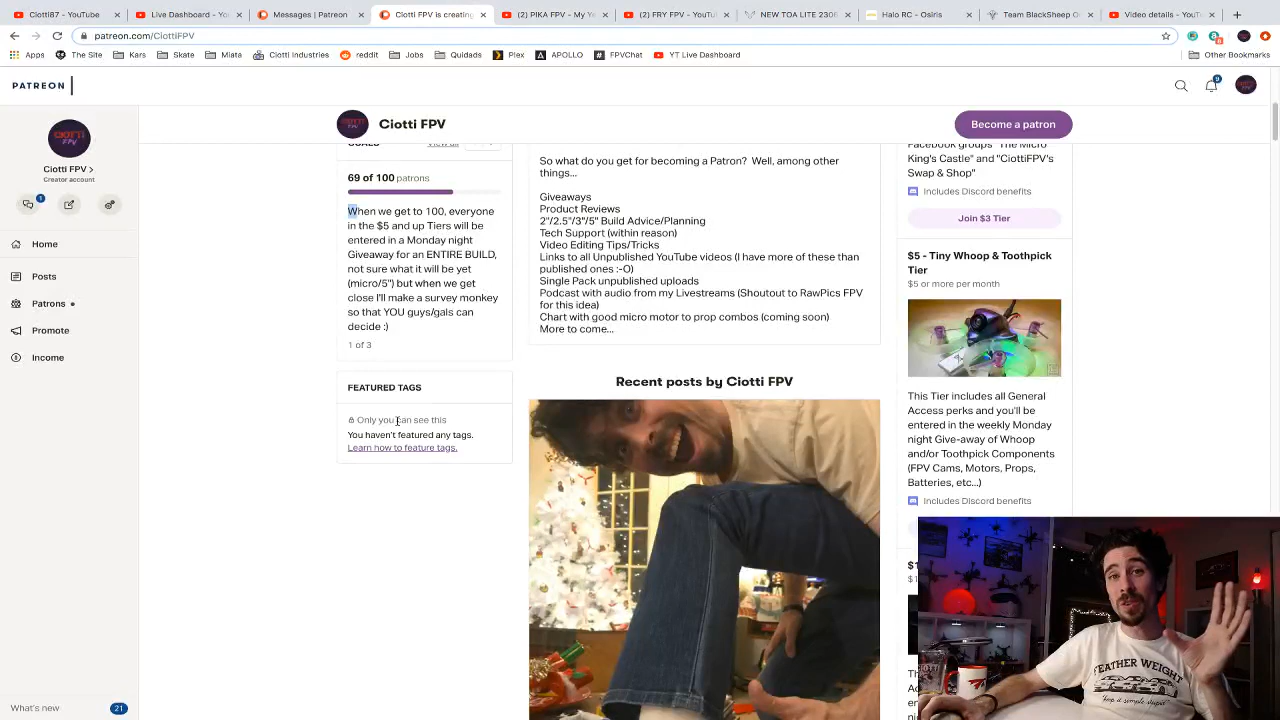 Ciotti87 - YouTube
Live Dashboard - YouTube
Messages | Patreon
Ciotti FPV is creating
(2) PIKA FPV - My
(2) FRY FPV - YouTube
NEW TOA LITE 2306
Halo RC - Osiris
Team BlackSheep
Video details - YouTube
patreon.com/CiottiFPV
Apps
The Site
Kars
Skate
Miata
Ciotti Industries
reddit
Jobs
Quidads
Plex
APOLLO
#FPVChat
YT Live Dashboard
Other Bookmarks
PATREON
9
Ciotti FPV
Become a patron
Ciotti FPV
Creator account
1
Home
Posts
Patrons
Promote
Income
What's new
21
GOALS
View all
69 of 100 patrons
When we get to 100, everyone
in the $5 and up Tiers will be
entered in a Monday night
Giveaway for an ENTIRE BUILD,
not sure what it will be yet
(micro/5") but when we get
close I'll make a survey monkey
so that YOU guys/gals can
decide :)
1 of 3
FEATURED TAGS
Only you can see this
You haven't featured any tags.
Learn how to feature tags.
So what do you get for becoming a Patron? Well, among other
things...
Giveaways
Product Reviews
2"/2.5"/3"/5" Build Advice/Planning
Tech Support (within reason)
Video Editing Tips/Tricks
Links to all Unpublished YouTube videos (I have more of these than
published ones :-O)
Single Pack unpublished uploads
Podcast with audio from my Livestreams (Shoutout to RawPics FPV
for this idea)
Chart with good micro motor to prop combos (coming soon)
More to come...
Recent posts by Ciotti FPV
Facebook groups "The Micro
King's Castle" and "CiottiFPV's
Swap & Shop"
Includes Discord benefits
Join $3 Tier
$5 - Tiny Whoop & Toothpick
Tier
$5 or more per month
This Tier includes all General
Access perks and you'll be
entered in the weekly Monday
night Give-away of Whoop
and/or Toothpick Components
(FPV Cams, Motors, Props,
Batteries, etc...)
Includes Discord benefits
FEATHER WEIGHT
keep it simple stupid